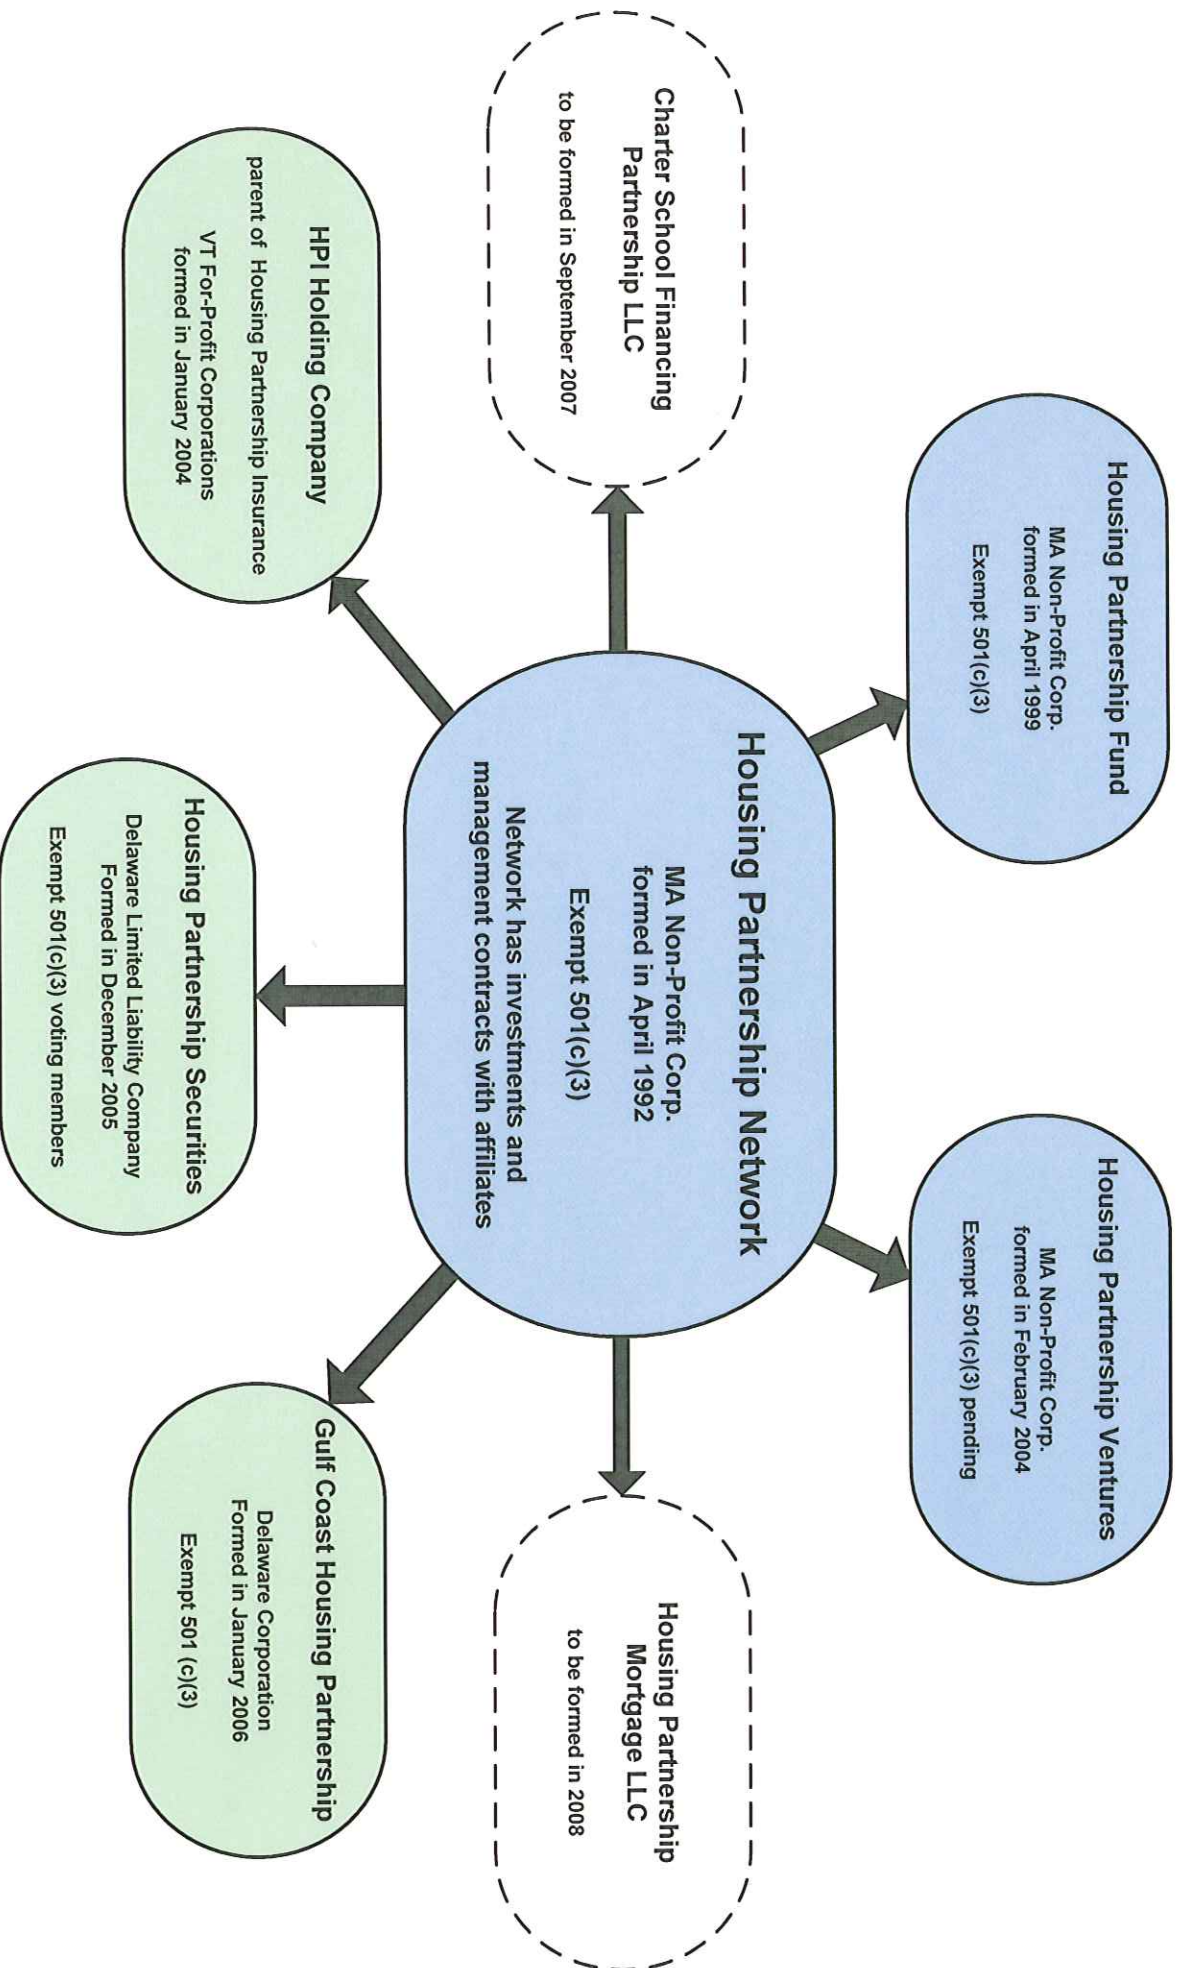 Housing Partnership Fund
MA Non-Profit Corp.
formed in April 1999
Exempt 501(c)(3)
Housing Partnership Ventures
MA Non-Profit Corp.
formed in February 2004
Exempt 501(c)(3) pending
Charter School Financing
Partnership LLC
to be formed in September 2007
Housing Partnership Network
MA Non-Profit Corp.
formed in April 1992
Exempt 501(c)(3)
Network has investments and
management contracts with affiliates
Housing Partnership
Mortgage LLC
to be formed in 2008
HPI Holding Company
parent of Housing Partnership Insurance
VT For-Profit Corporations
formed in January 2004
Housing Partnership Securities
Delaware Limited Liability Company
Formed in December 2005
Exempt 501(c)(3) voting members
Gulf Coast Housing Partnership
Delaware Corporation
Formed in January 2006
Exempt 501 (c)(3)